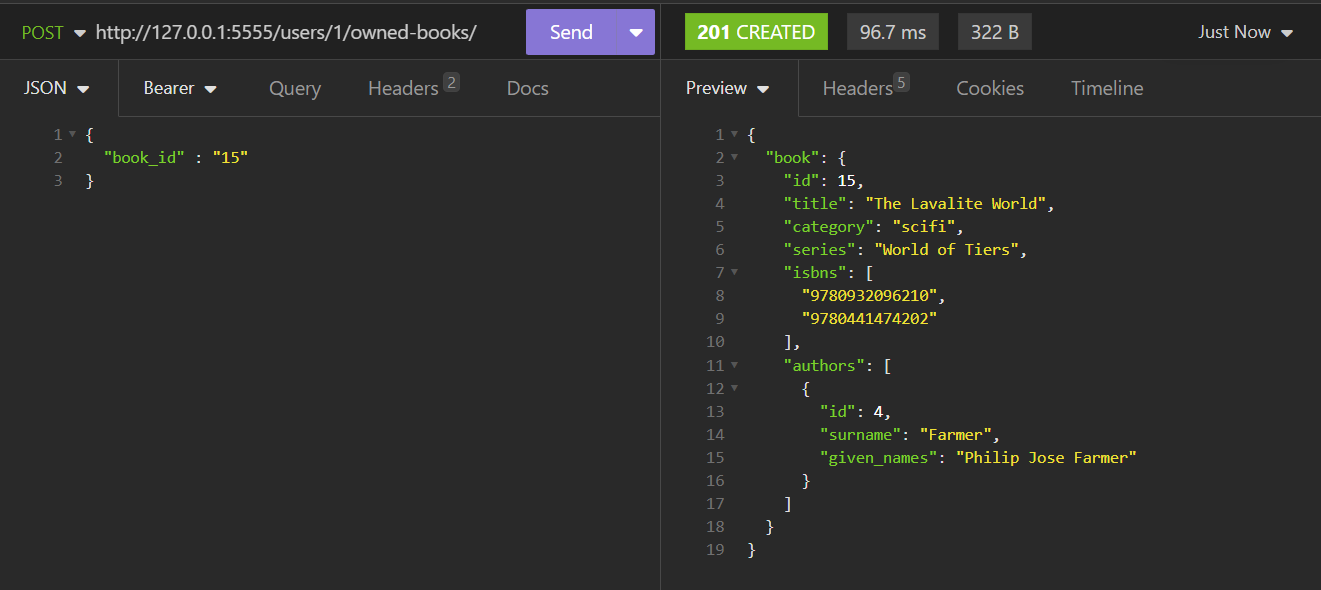 POST http://127.0.0.1:5555/users/1/owned-books/ Send
201 CREATED 96.7 ms 322 B Just Now
JSON Bearer Query Headers 2 Docs
Preview Headers 5 Cookies Timeline
1 {
2 "book_id" : "15"
3 }
1 {
2 "book": {
3 "id": 15,
4 "title": "The Lavalite World",
5 "category": "scifi",
6 "series": "World of Tiers",
7 "isbns": [
8 "9780932096210",
9 "9780441474202"
10 ],
11 "authors": [
12 {
13 "id": 4,
14 "surname": "Farmer",
15 "given_names": "Philip Jose Farmer"
16 }
17 ]
18 }
19 }